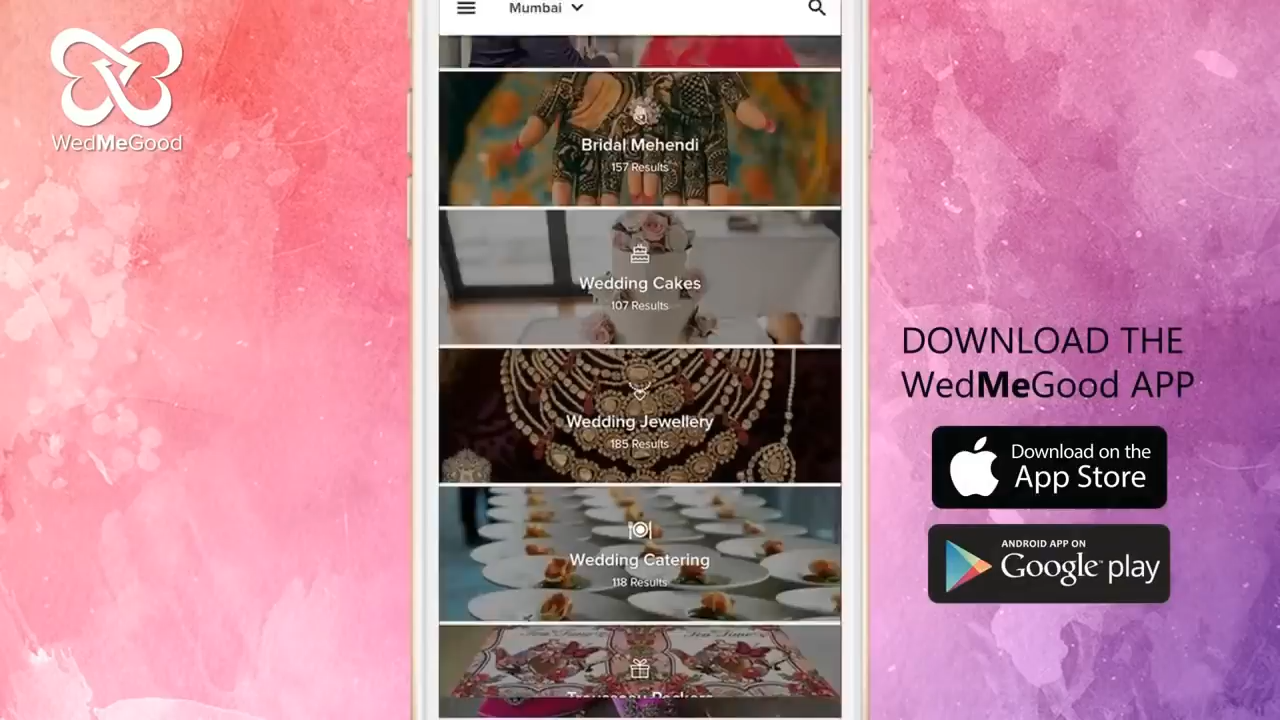 WedMeGood
Mumbai
Bridal Mehendi
157 Results
Wedding Cakes
107 Results
Wedding Jewellery
185 Results
Wedding Catering
118 Results
DOWNLOAD THE
WedMeGood APP
Download on the
App Store
ANDROID APP ON
Google play